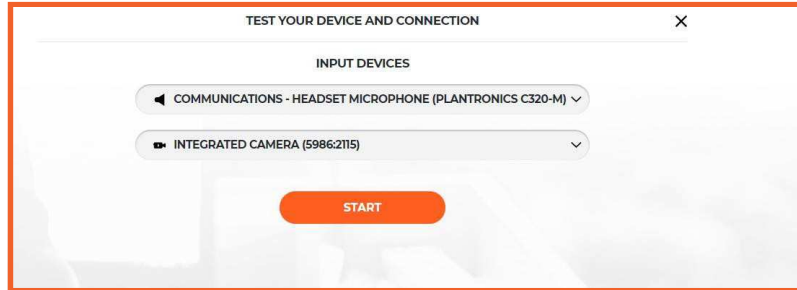 TEST YOUR DEVICE AND CONNECTION
INPUT DEVICES
COMMUNICATIONS - HEADSET MICROPHONE (PLANTRONICS C320-M)
INTEGRATED CAMERA (5986:2115)
START